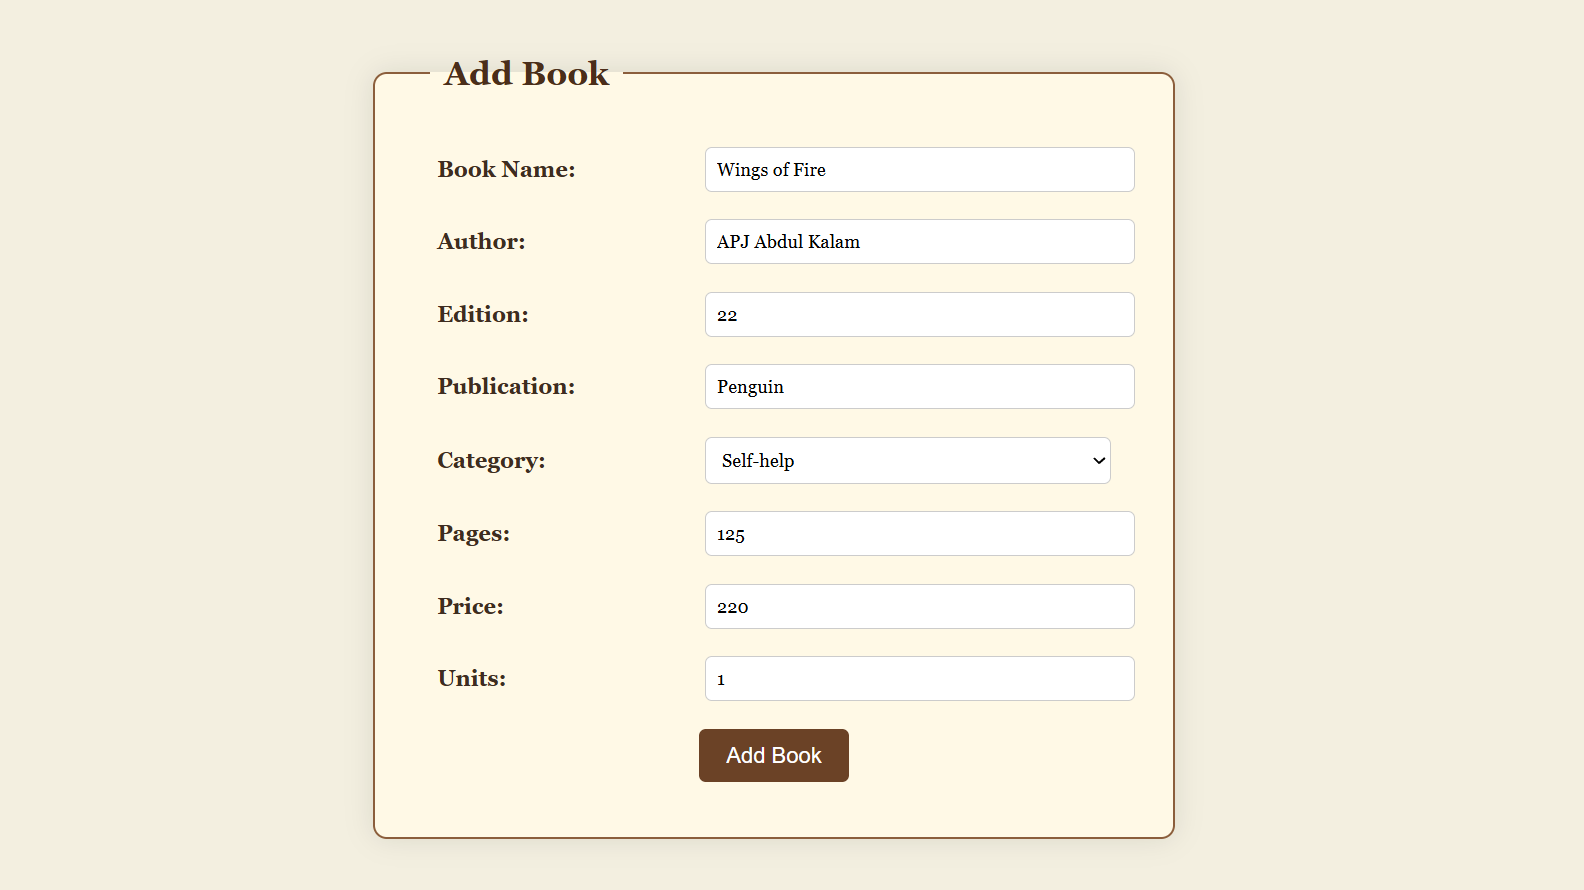 Add Book
Book Name: Wings of Fire
Author: APJ Abdul Kalam
Edition: 22
Publication: Penguin
Category: Self-help
Pages: 125
Price: 220
Units: 1
Add Book